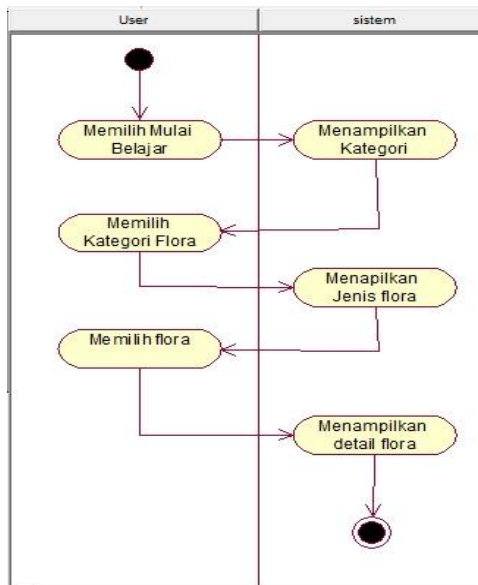 User
sistem
Memilih Mulai
Belajar
Menampilkan
Kategori
Memilih
Kategori Flora
Menapilkan
Jenis flora
Memilih flora
Menampilkan
detail flora